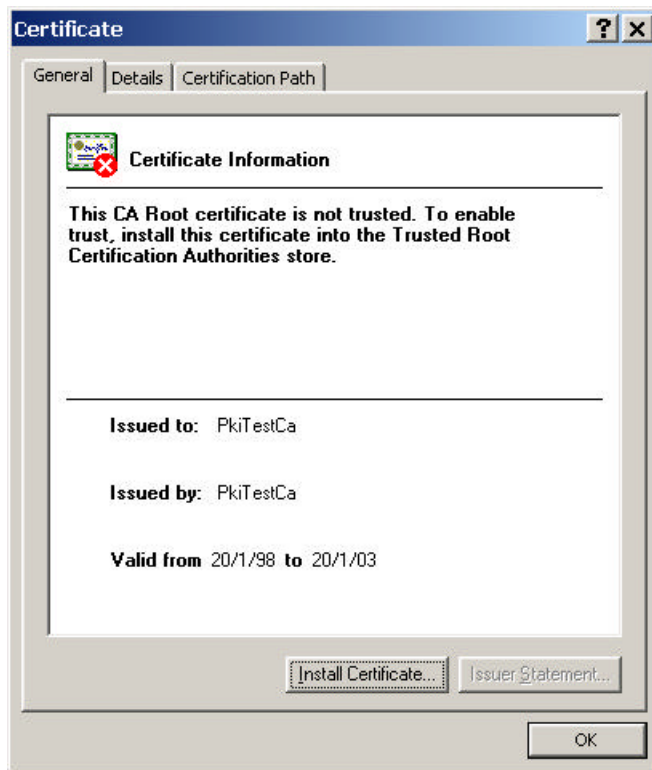 Certificate
General Details Certification Path
Certificate Information
This CA Root certificate is not trusted. To enable
trust, install this certificate into the Trusted Root
Certification Authorities store.
Issued to: PkiTestCa
Issued by: PkiTestCa
Valid from 20/1/98 to 20/1/03
Install Certificate... Issuer Statement...
OK